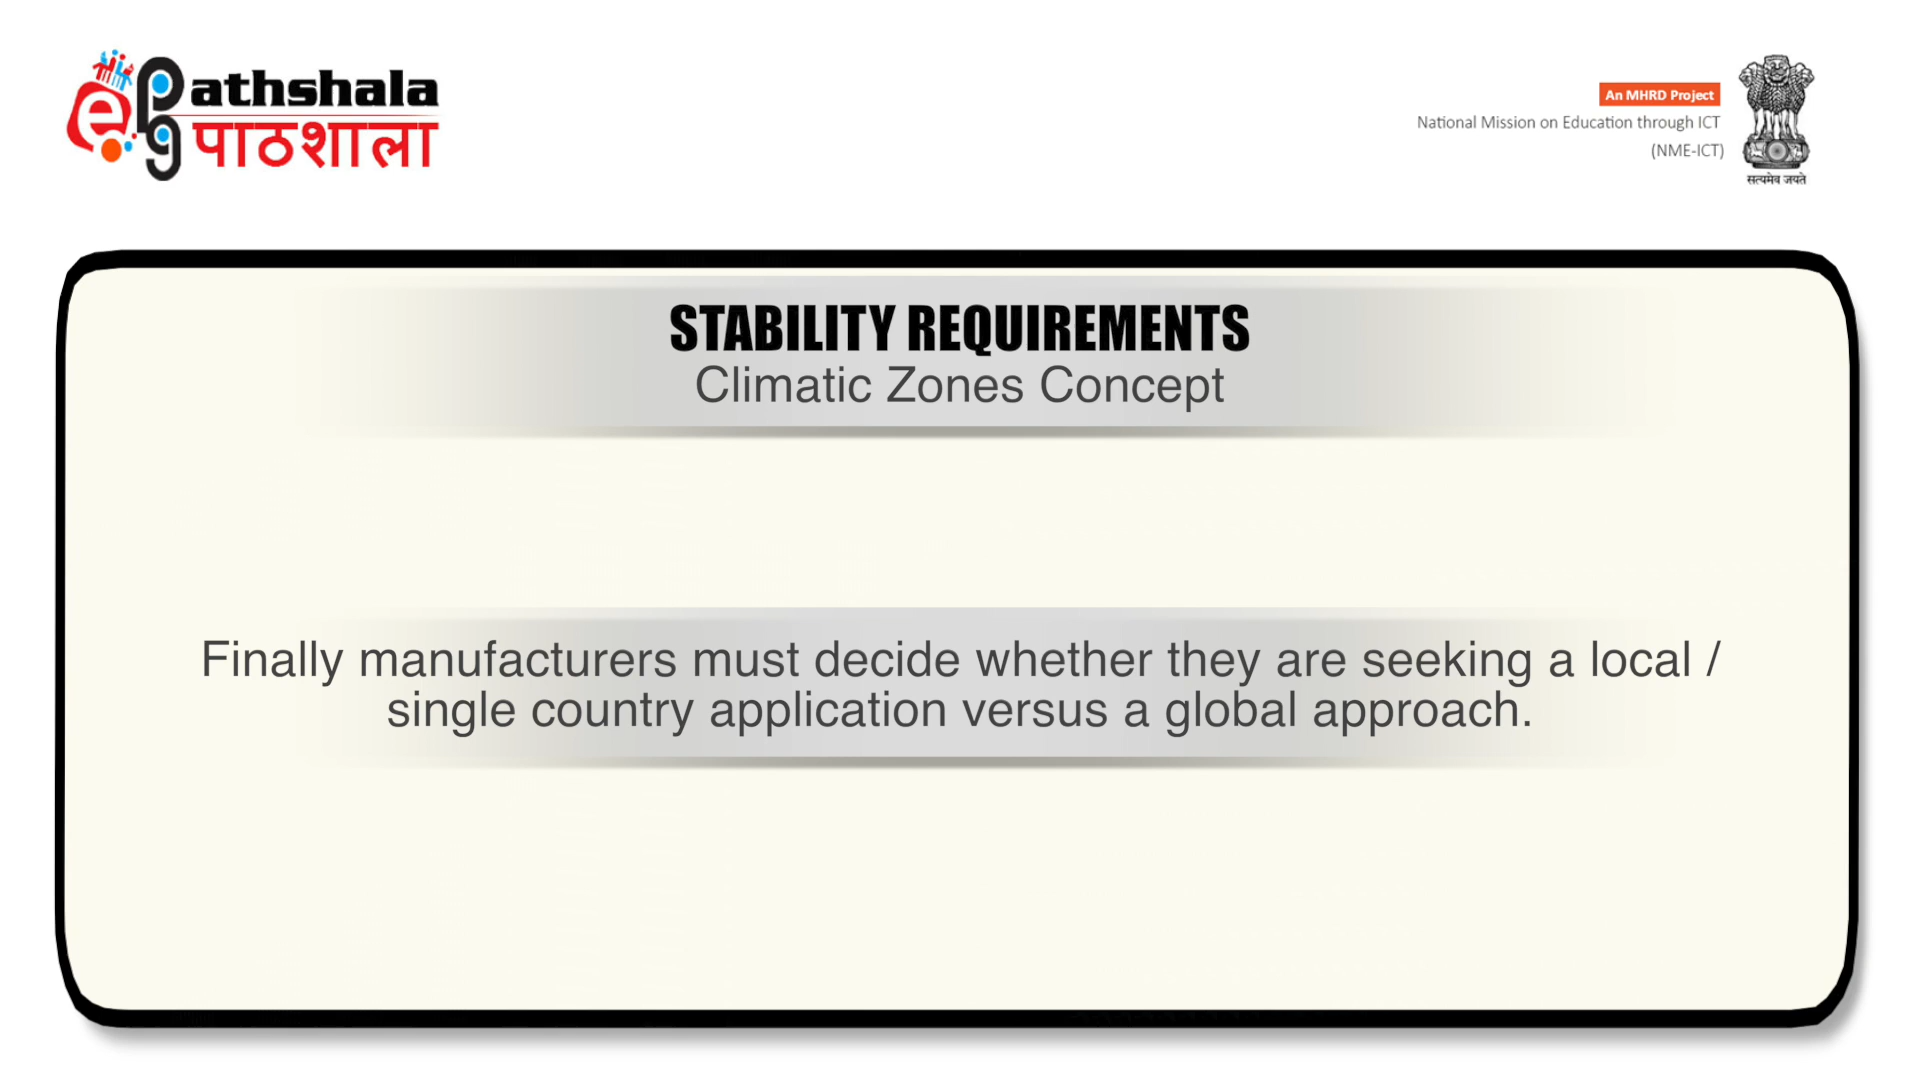 e Pg athshala
पाठशाला
An MHRD Project
National Mission on Education through ICT
(NME-ICT)
सत्यमेव जयते
STABILITY REQUIREMENTS
Climatic Zones Concept
Finally manufacturers must decide whether they are seeking a local /
single country application versus a global approach.